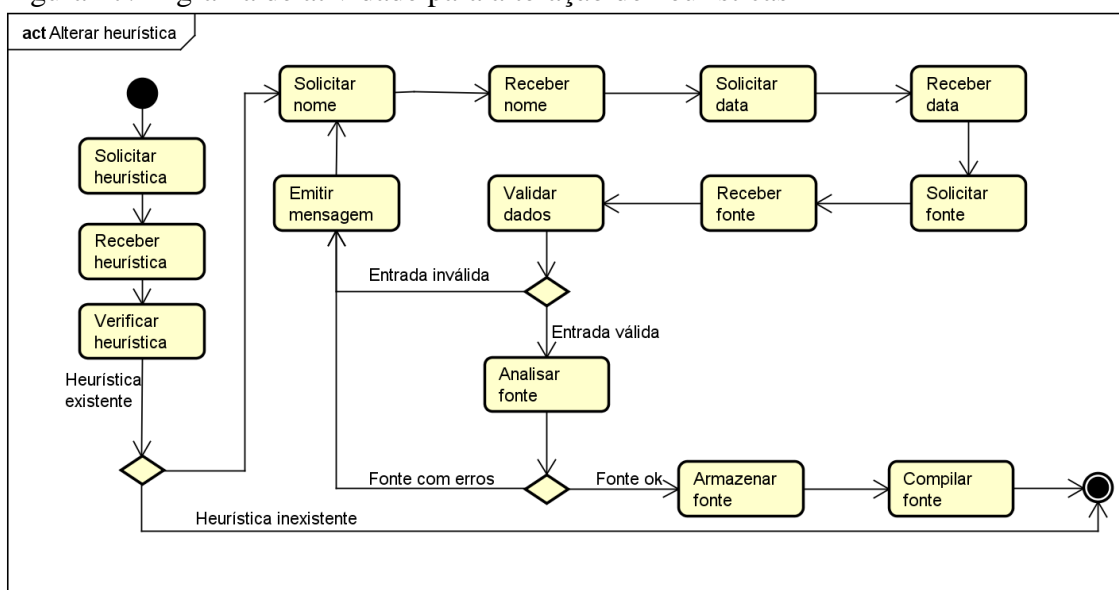 act Alterar heurística
Solicitar
nome
Receber
nome
Solicitar
data
Receber
data
Solicitar
heurística
Emitir
mensagem
Validar
dados
Receber
fonte
Solicitar
fonte
Receber
heurística
Entrada inválida
Verificar
heurística
Entrada válida
Heurística
existente
Analisar
fonte
Fonte com erros
Fonte ok
Armazenar
fonte
Compilar
fonte
Heurística inexistente